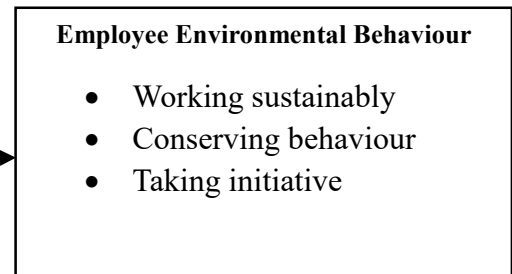 Employee Environmental Behaviour
• Working sustainably
• Conserving behaviour
• Taking initiative